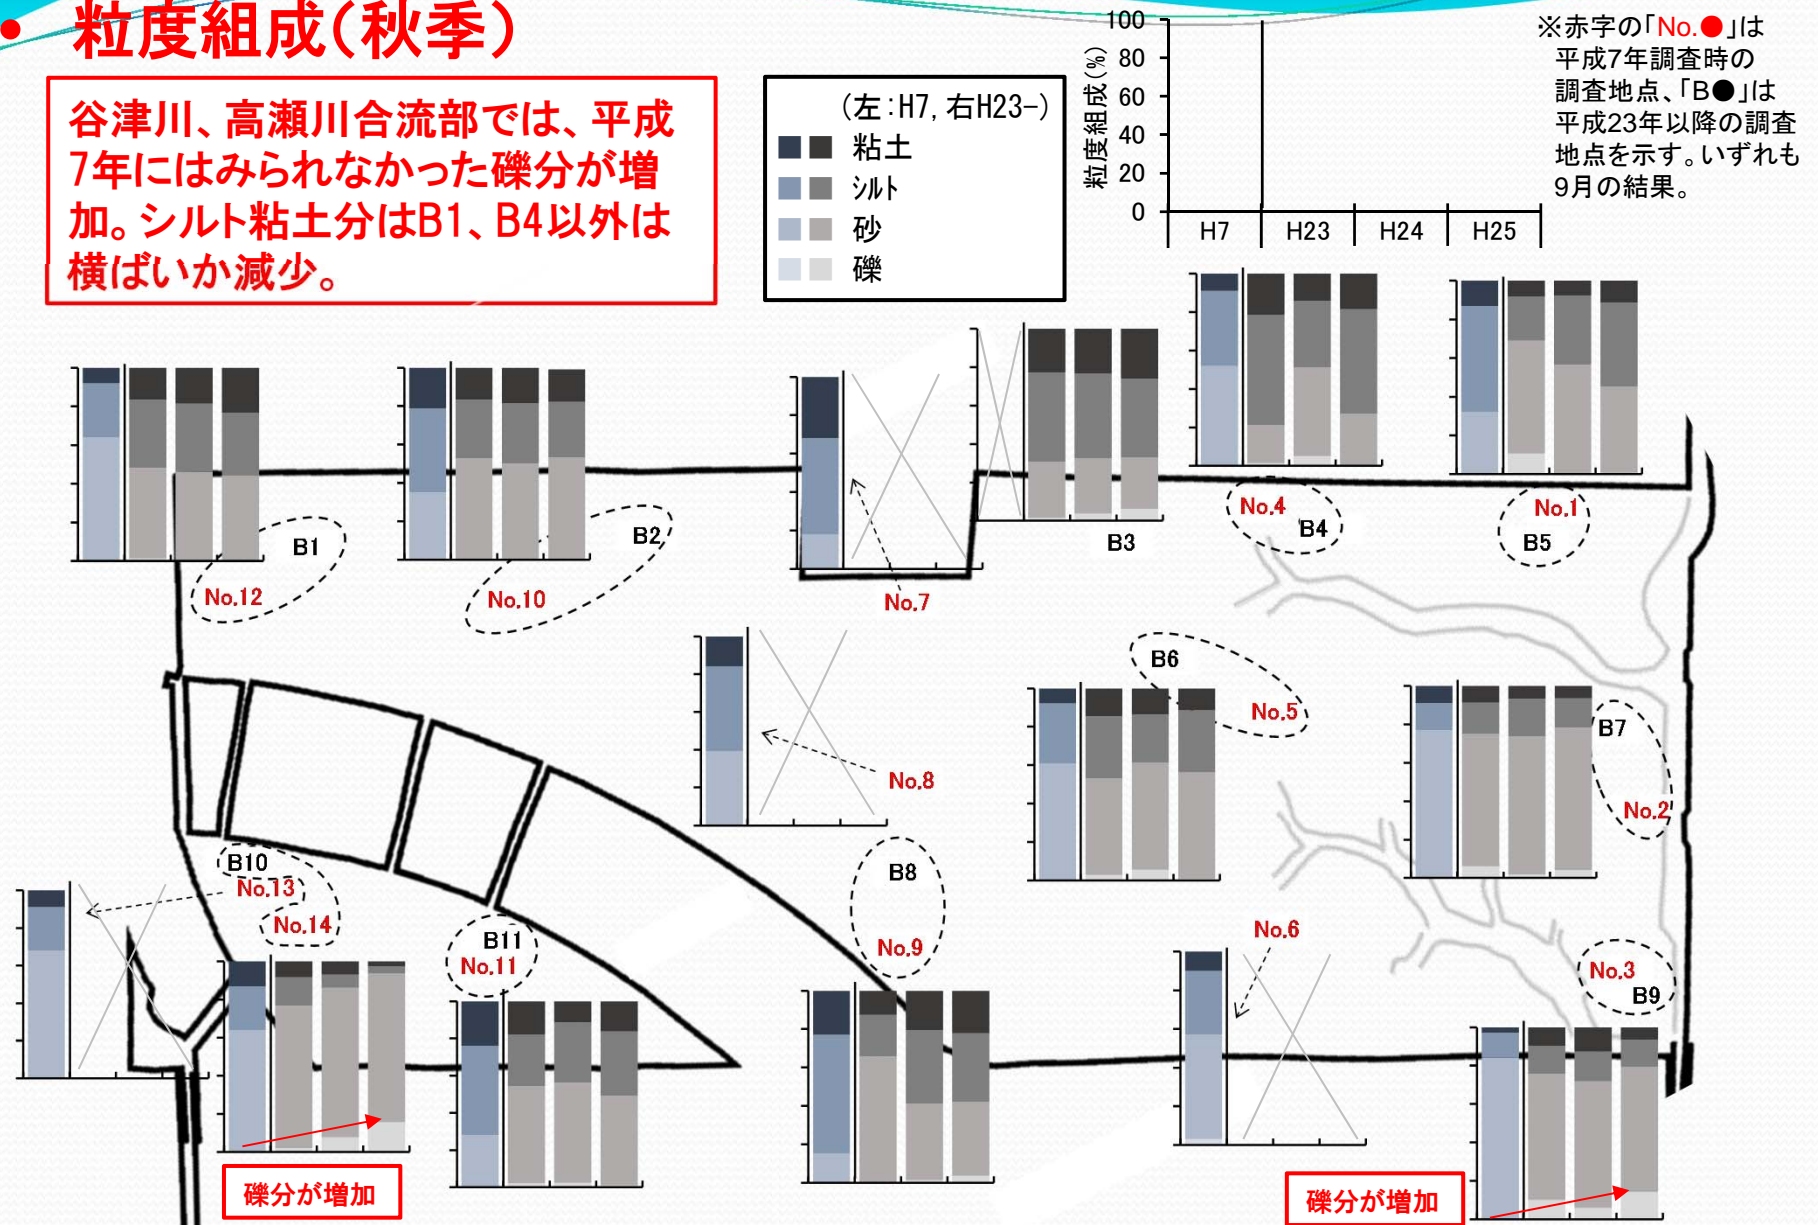 • 粒度組成(秋季)
谷津川、高瀬川合流部では、平成
7年にはみられなかった礫分が増
加。シルト粘土分はB1、B4以外は
横ばいか減少。
(左:H7, 右H23-)
粘土
シルト
砂
礫
粒度組成(%)
100
80
60
40
20
0
H7 H23 H24 H25
※赤字の「No.●」は
平成7年調査時の
調査地点、「B●」は
平成23年以降の調査
地点を示す。いずれも
9月の結果。
B1
No.12
B2
No.10
No.7
B3
No.4
B4
No.1
B5
No.8
B6
No.5
B7
No.2
B10
No.13
No.14
B11
No.11
B8
No.9
No.6
No.3
B9
礫分が増加
礫分が増加